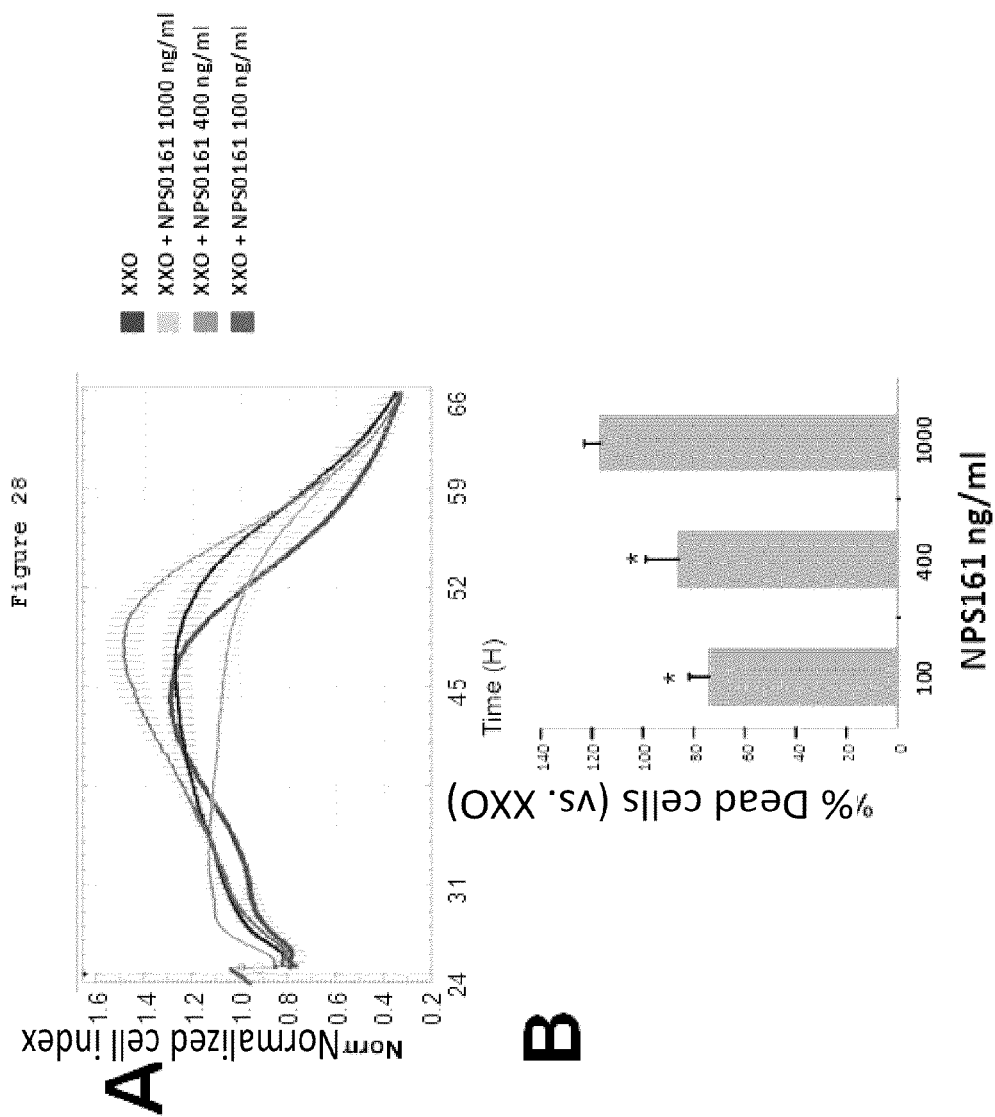 Figure 28
A
NorrNormalized cell index
1.6
1.4
1.2
1.0
0.8
0.6
0.4
0.2
24
31
45
52
59
66
Time (H)
XXO
XXO + NPS0161 1000 ng/ml
XXO + NPS0161 400 ng/ml
XXO + NPS0161 100 ng/ml
B
%% Dead cells (vs. XXO)
140
120
100
80
60
40
20
0
*
*
100
400
1000
NPS161 ng/ml